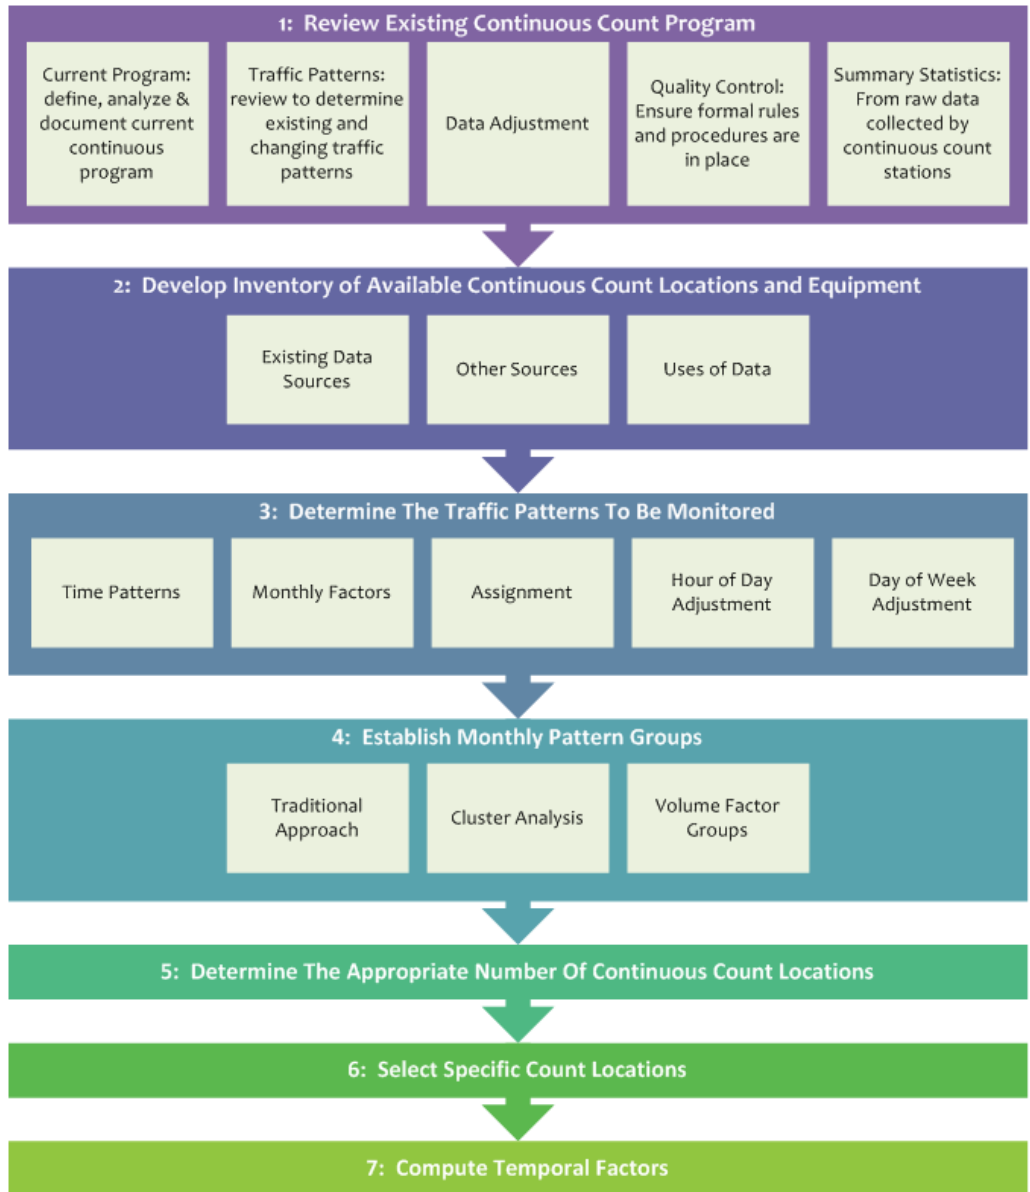 1: Review Existing Continuous Count Program
Current Program:
define, analyze &
document current
continuous
program
Traffic Patterns:
review to determine
existing and
changing traffic
patterns
Data Adjustment
Quality Control:
Ensure formal rules
and procedures are
in place
Summary Statistics:
From raw data
collected by
continuous count
stations
2: Develop Inventory of Available Continuous Count Locations and Equipment
Existing Data
Sources
Other Sources
Uses of Data
3: Determine The Traffic Patterns To Be Monitored
Time Patterns
Monthly Factors
Assignment
Hour of Day
Adjustment
Day of Week
Adjustment
4: Establish Monthly Pattern Groups
Traditional
Approach
Cluster Analysis
Volume Factor
Groups
5: Determine The Appropriate Number Of Continuous Count Locations
6: Select Specific Count Locations
7: Compute Temporal Factors